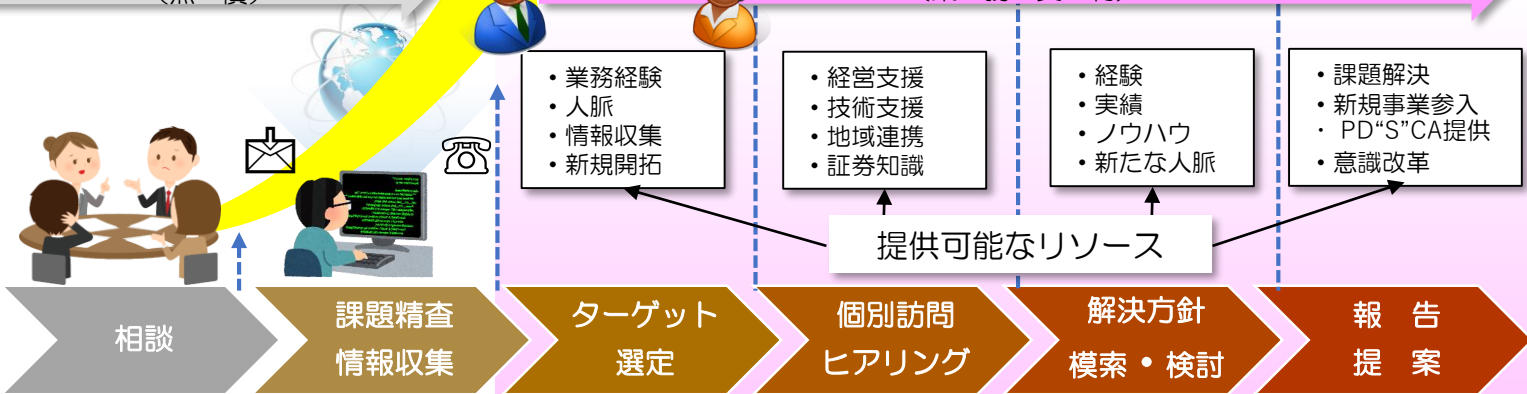 ・業務経験
・人脈
・情報収集
・新規開拓
・経営支援
・技術支援
・地域連携
・証券知識
・経験
・実績
・ノウハウ
・新たな人脈
・課題解決
・新規事業参入
・PD“S”CA提供
・意識改革
提供可能なリソース
相談
課題精査
情報収集
ターゲット
選定
個別訪問
ヒアリング
解決方針
模索・検討
報 告
提 案